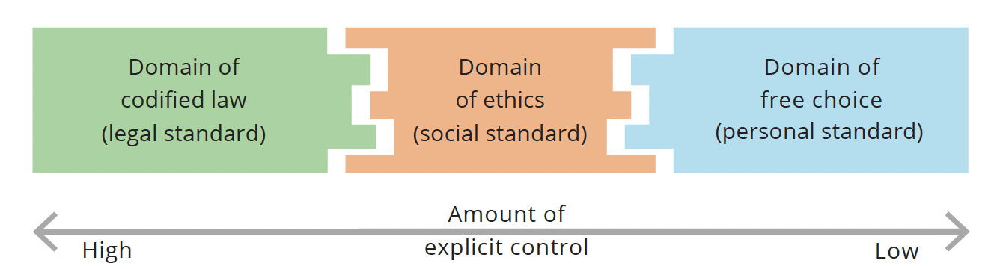 Domain of
codified law
(legal standard)
Domain
of ethics
(social standard)
Domain of
free choice
(personal standard)
Amount of
explicit control
High
Low